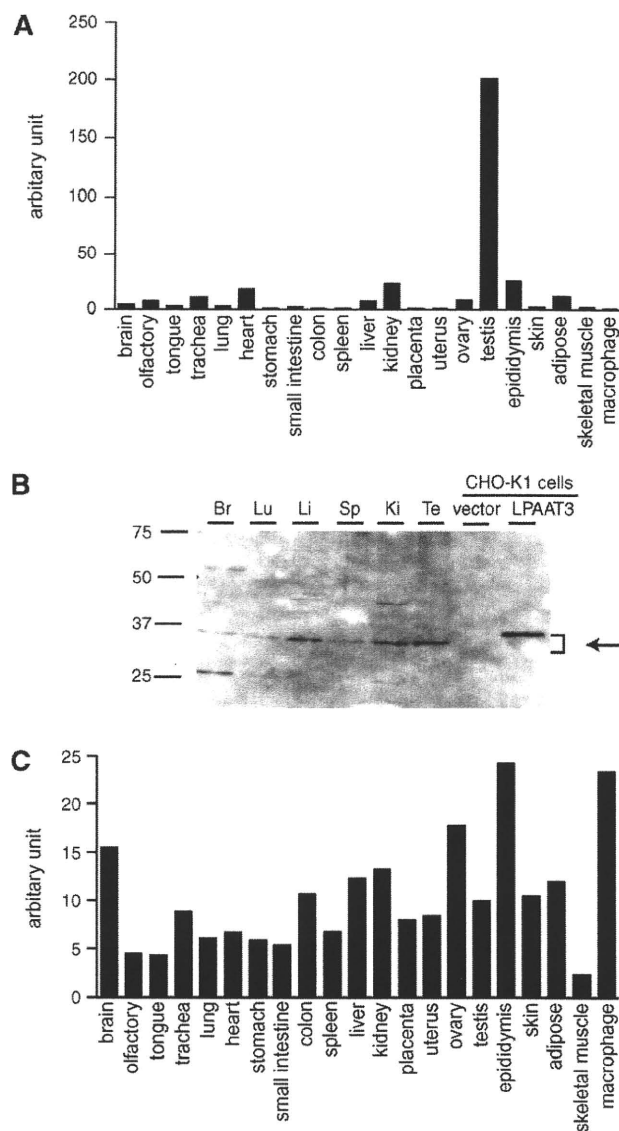 A
250
200
150
100
50
0
arbitary unit
brain
olfactory
tongue
trachea
lung
heart
stomach
small intestine
colon
spleen
liver
kidney
placenta
uterus
ovary
testis
epididymis
skin
adipose
skeletal muscle
macrophage
B
CHO-K1 cells
Br Lu Li Sp Ki Te vector LPAAT3
75
50
37
25
C
25
20
15
10
5
0
arbitary unit
brain
olfactory
tongue
trachea
lung
heart
stomach
small intestine
colon
spleen
liver
kidney
placenta
uterus
ovary
testis
epididymis
skin
adipose
skeletal muscle
macrophage